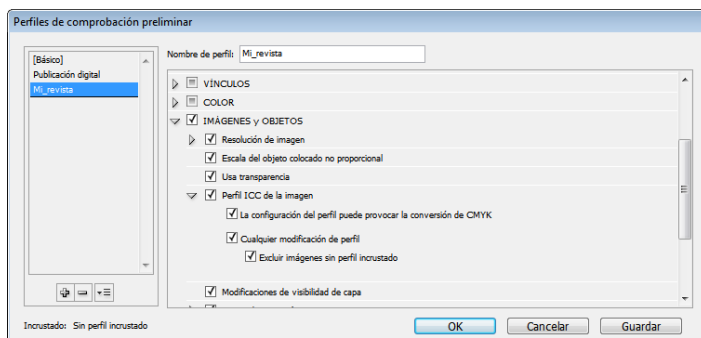 Perfiles de comprobación preliminar
[Básico]
Publicación digital
Mi_revista
Nombre de perfil: Mi_revista
VÍNCULOS
COLOR
IMÁGENES y OBJETOS
Resolución de imagen
Escala del objeto colocado no proporcional
Usa transparencia
Perfil ICC de la imagen
La configuración del perfil puede provocar la conversión de CMYK
Cualquier modificación de perfil
Excluir imágenes sin perfil incrustado
Modificaciones de visibilidad de capa
Incrustado: Sin perfil incrustado
OK Cancelar Guardar